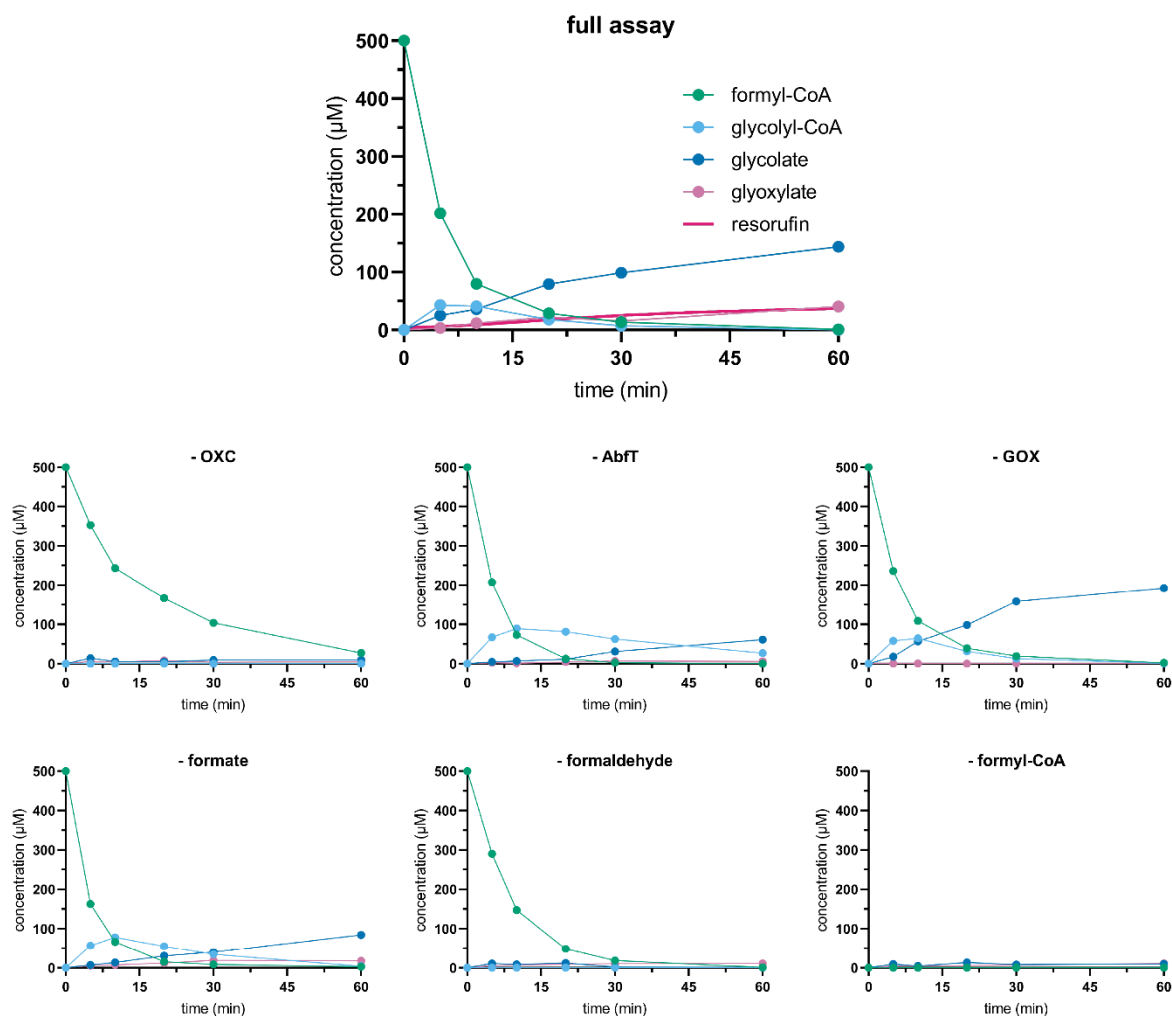 full assay
concentration (µM)
500
400
300
200
100
0
0 15 30 45 60
time (min)
formyl-CoA
glycolyl-CoA
glycolate
glyoxylate
resorufin
- OXC
concentration (µM)
500
400
300
200
100
0
0 15 30 45 60
time (min)
- AbfT
concentration (µM)
500
400
300
200
100
0
0 15 30 45 60
time (min)
- GOX
concentration (µM)
500
400
300
200
100
0
0 15 30 45 60
time (min)
- formate
concentration (µM)
500
400
300
200
100
0
0 15 30 45 60
time (min)
- formaldehyde
concentration (µM)
500
400
300
200
100
0
0 15 30 45 60
time (min)
- formyl-CoA
concentration (µM)
500
400
300
200
100
0
0 15 30 45 60
time (min)